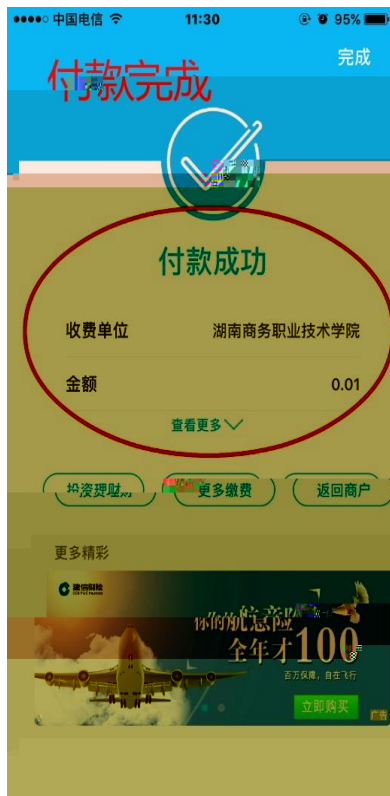 中国电信 11:30 95%
完成
付款完成
付款成功
收费单位 湖南商务职业技术学院
金额 0.01
查看更多
投资理财 更多缴费 返回商户
更多精彩
建信保险
你的航意险
全年才100
百万保障，自在飞行
立即购买
广告